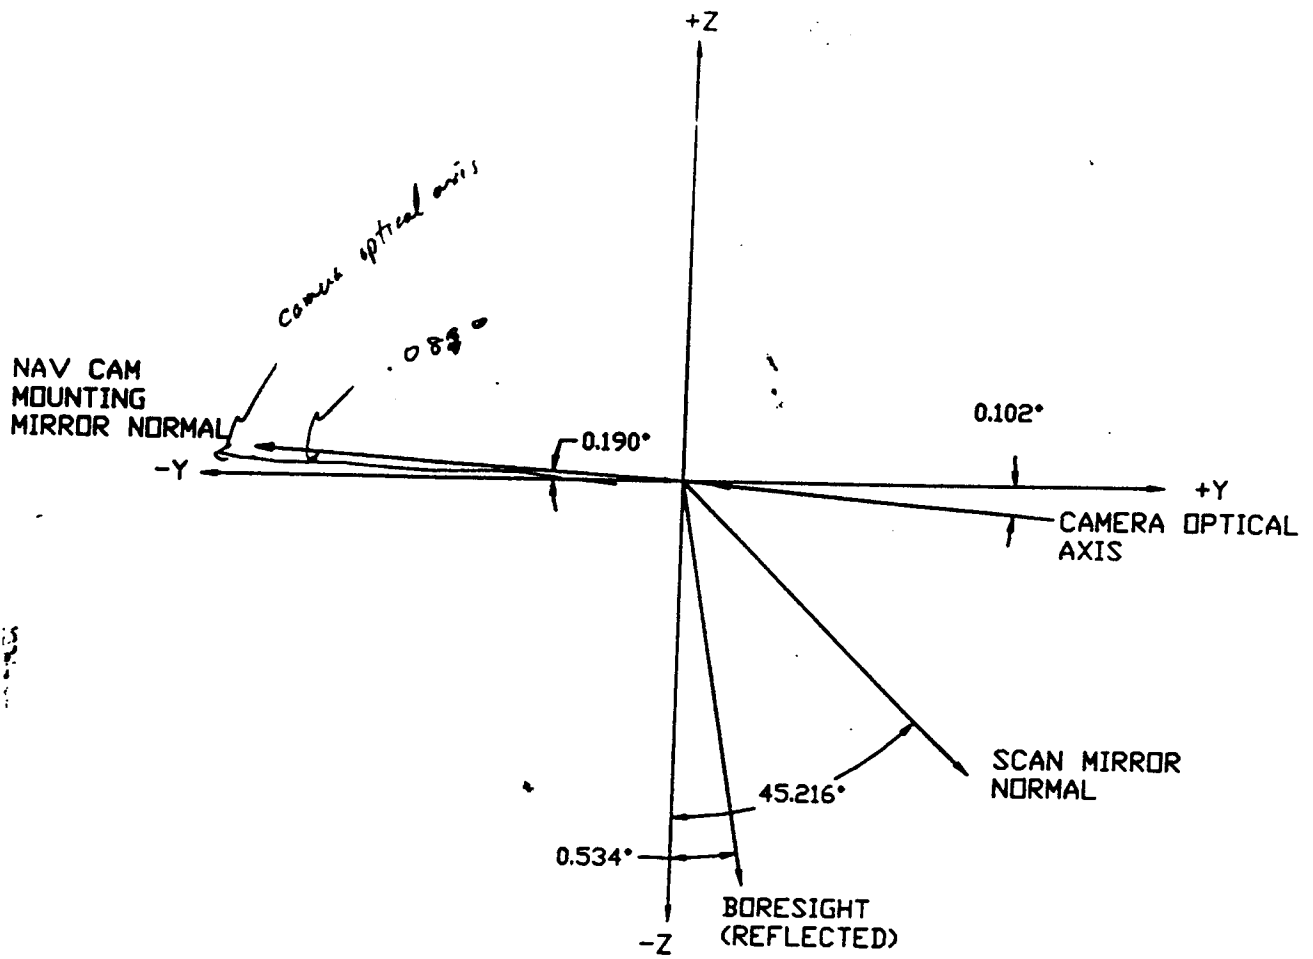 +Z
camera optical axis
NAV CAM
MOUNTING
MIRROR NORMAL
0.190°
0.102°
-Y
+Y
CAMERA OPTICAL
AXIS
SCAN MIRROR
NORMAL
45.216°
0.534°
BORESIGHT
(REFLECTED)
-Z